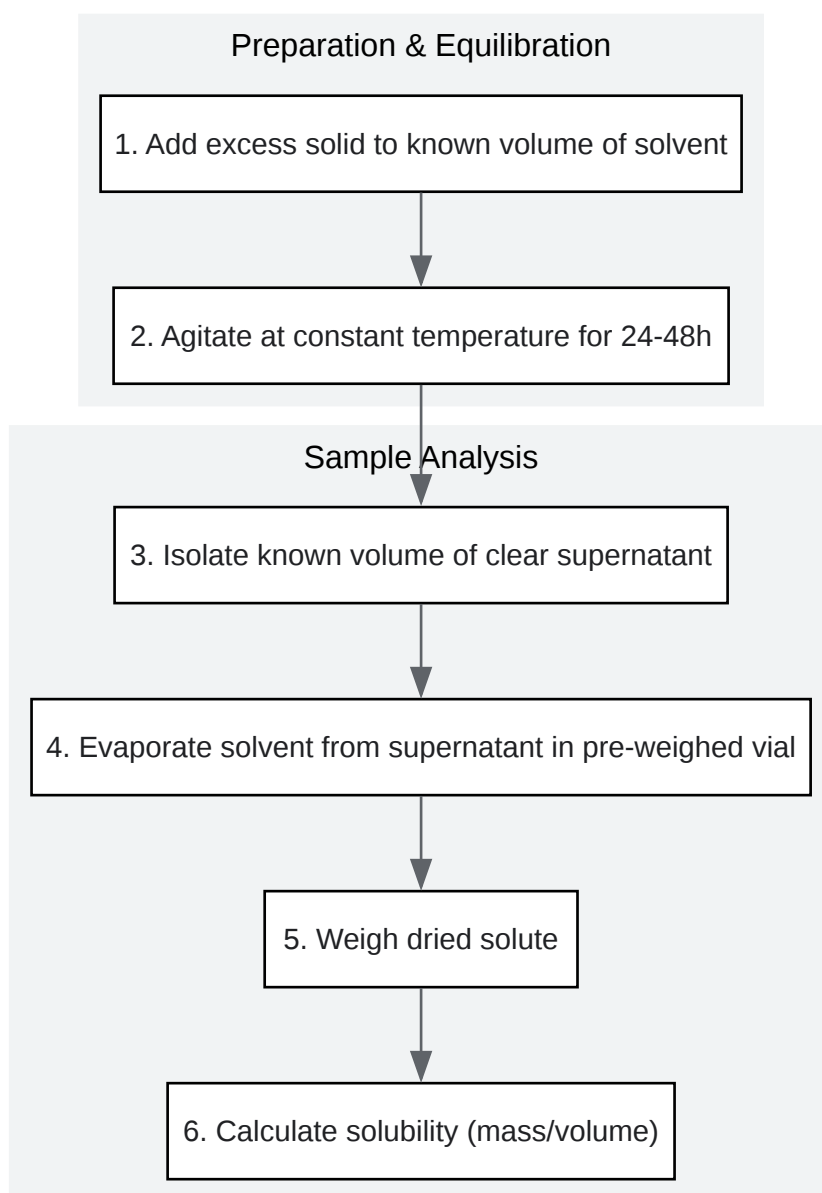 Preparation & Equilibration
1. Add excess solid to known volume of solvent
2. Agitate at constant temperature for 24-48h
Sample Analysis
3. Isolate known volume of clear supernatant
4. Evaporate solvent from supernatant in pre-weighed vial
5. Weigh dried solute
6. Calculate solubility (mass/volume)